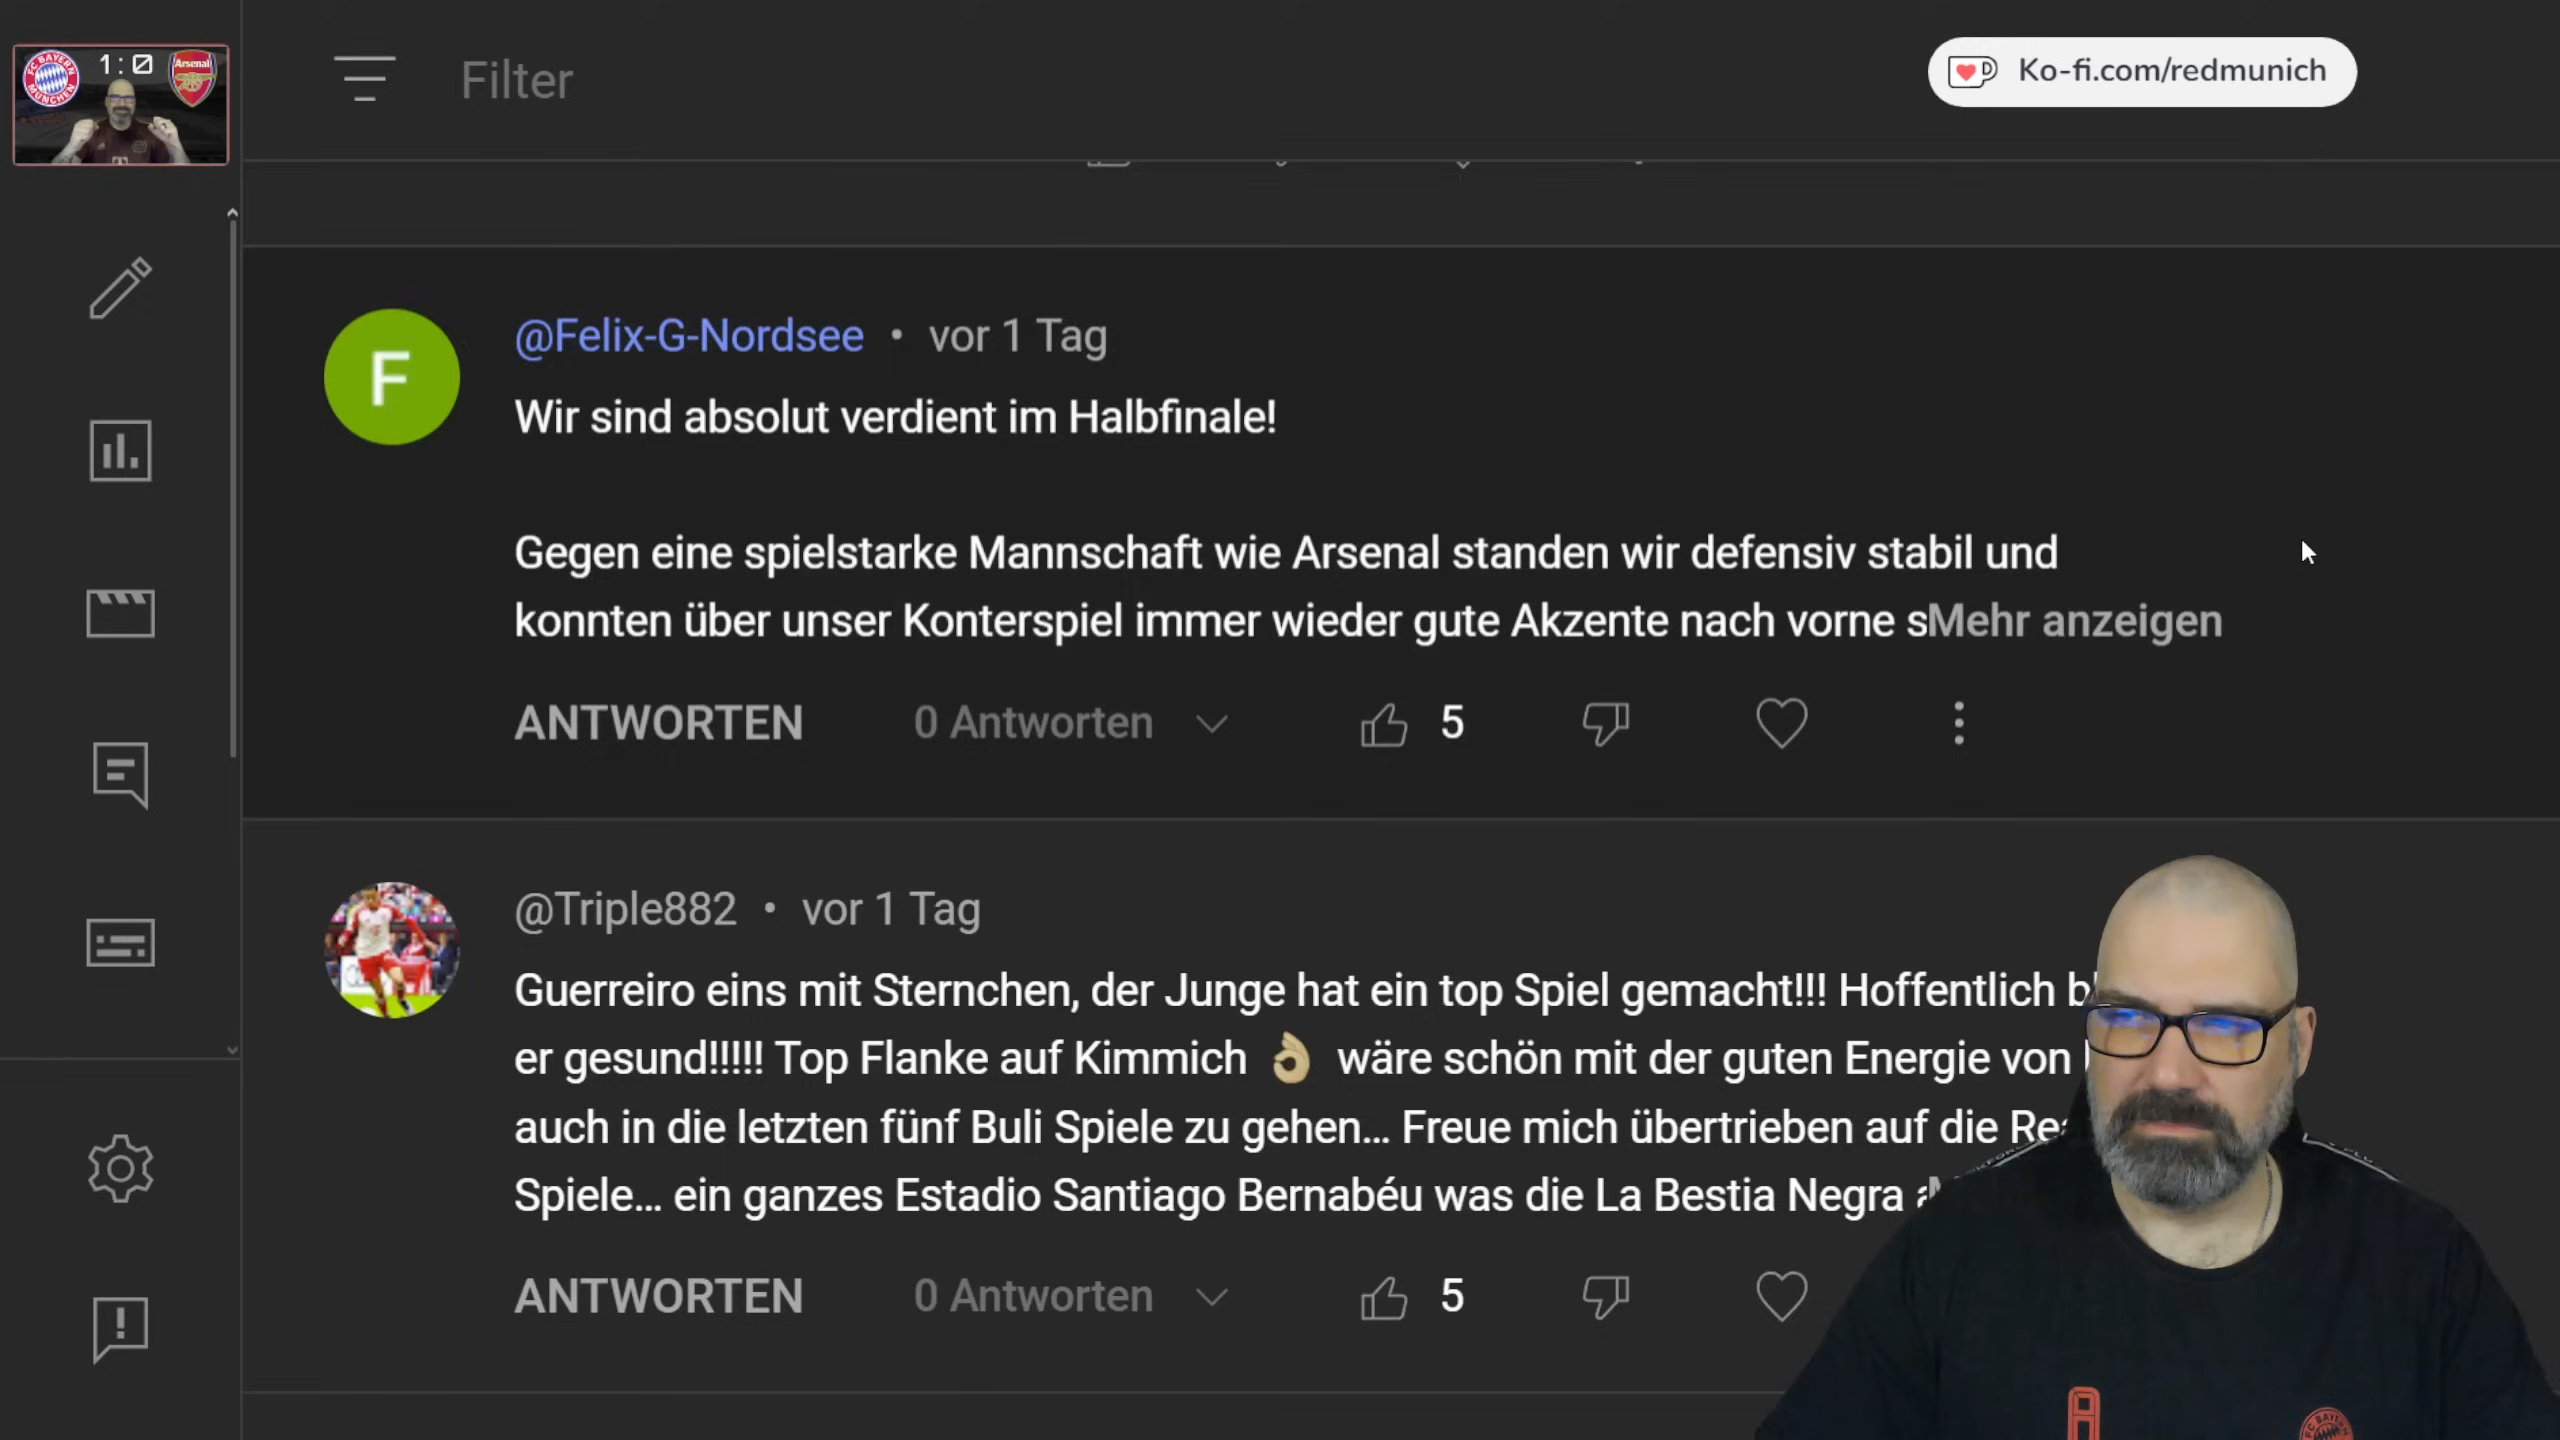 FC BAYERN MÜNCHEN
1:0
Arsenal
Filter
Ko-fi.com/redmunich
@Felix-G-Nordsee • vor 1 Tag
Wir sind absolut verdient im Halbfinale!
Gegen eine spielstarke Mannschaft wie Arsenal standen wir defensiv stabil und
konnten über unser Konterspiel immer wieder gute Akzente nach vorne sMehr anzeigen
ANTWORTEN 0 Antworten 5
@Triple882 • vor 1 Tag
Guerreiro eins mit Sternchen, der Junge hat ein top Spiel gemacht!!! Hoffentlich
er gesund!!!!! Top Flanke auf Kimmich 👌🏼 wäre schön mit der guten Energie von
auch in die letzten fünf Buli Spiele zu gehen... Freue mich übertrieben auf die
Spiele... ein ganzes Estadio Santiago Bernabéu was die La Bestia Negra
ANTWORTEN 0 Antworten 5